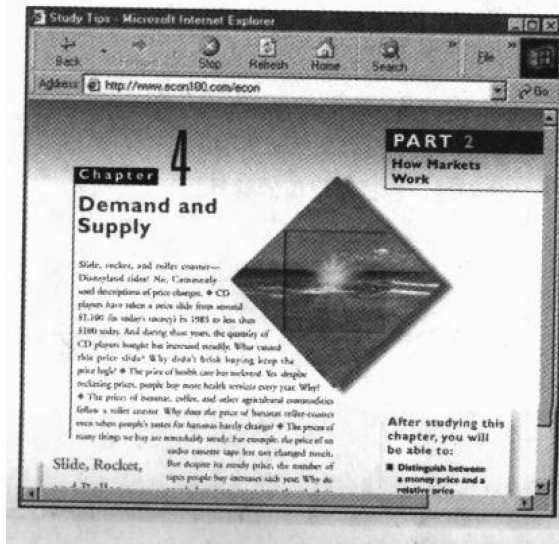 Study Tips - Microsoft Internet Explorer
Back
Stop
Refresh
Home
Search
»
File
»
Address
http://www.econ100.com/econ
Go
PART 2
How Markets
Work
Chapter 4
Demand and
Supply
Slide, rocket, and roller coaster—
Disneyland rides? No. Commonly
used descriptions of price changes. ◆ CD
players have taken a price slide from around
$1,100 (in today's money) in 1983 to less than
$100 today. And during those years, the quantity of
CD players bought has increased steadily. What caused
this price slide? Why didn't brisk buying keep the
price high? ◆ The price of health care has rocketed. Yet despite
rocketing prices, people buy more health services every year. Why?
◆ The prices of bananas, coffee, and other agricultural commodities
follow a roller coaster. Why does the price of bananas roller-coaster
even when people's tastes for bananas hardly change? ◆ The prices of
many things we buy are remarkably steady. For example, the price of an
audio cassette tape has not changed much.
But despite its steady price, the number of
tapes people buy increases each year. Why do
Slide, Rocket,
After studying this
chapter, you will
be able to:
■ Distinguish between
a money price and a
relative price